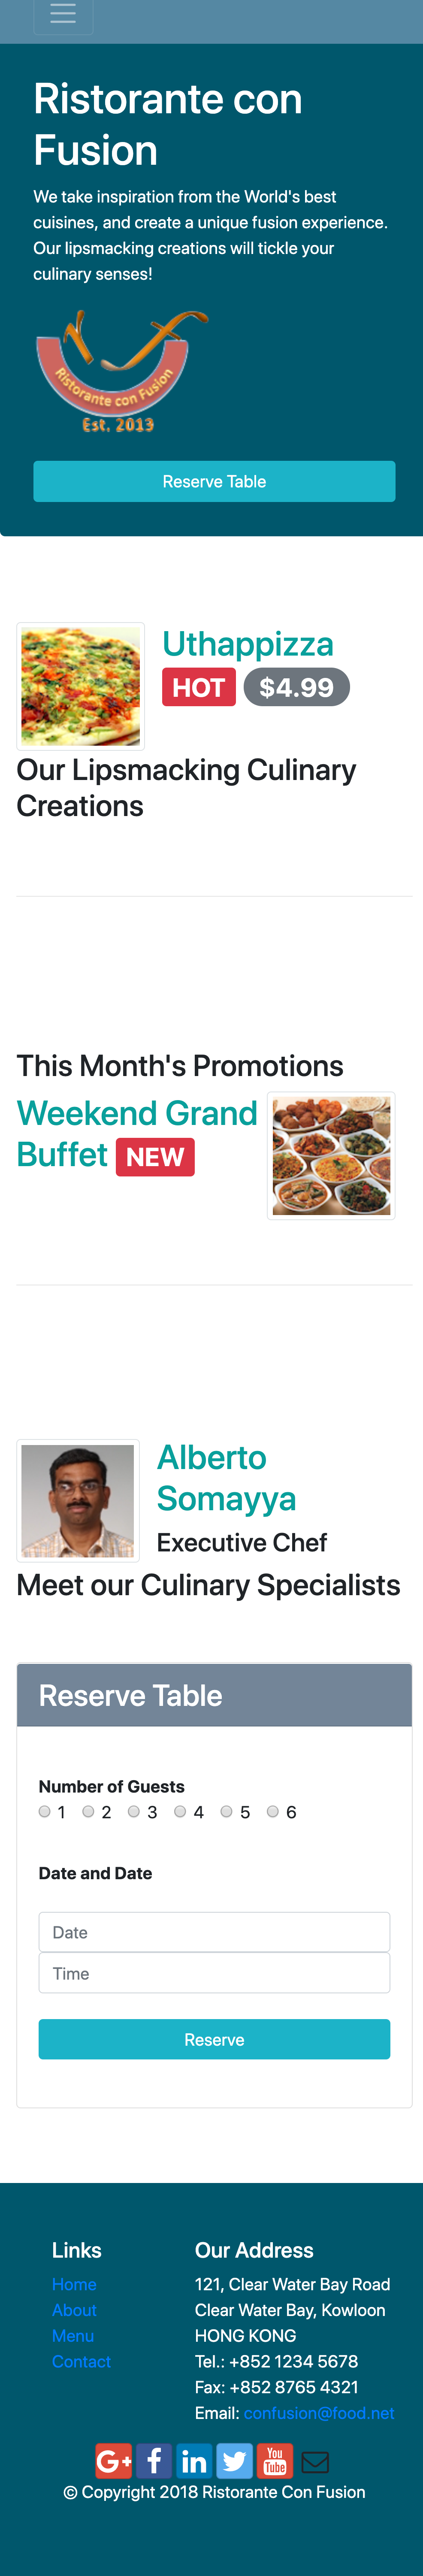 Ristorante con
Fusion
We take inspiration from the World's best
cuisines, and create a unique fusion experience.
Our lipsmacking creations will tickle your
culinary senses!
Ristorante con Fusion
Est. 2013
Reserve Table
Uthappizza
HOT $4.99
Our Lipsmacking Culinary
Creations
This Month's Promotions
Weekend Grand
Buffet NEW
Alberto
Somayya
Executive Chef
Meet our Culinary Specialists
Reserve Table
Number of Guests
1 2 3 4 5 6
Date and Date
Date
Time
Reserve
Links
Home
About
Menu
Contact
Our Address
121, Clear Water Bay Road
Clear Water Bay, Kowloon
HONG KONG
Tel.: +852 1234 5678
Fax: +852 8765 4321
Email: confusion@food.net
G+ f in You Tube
© Copyright 2018 Ristorante Con Fusion